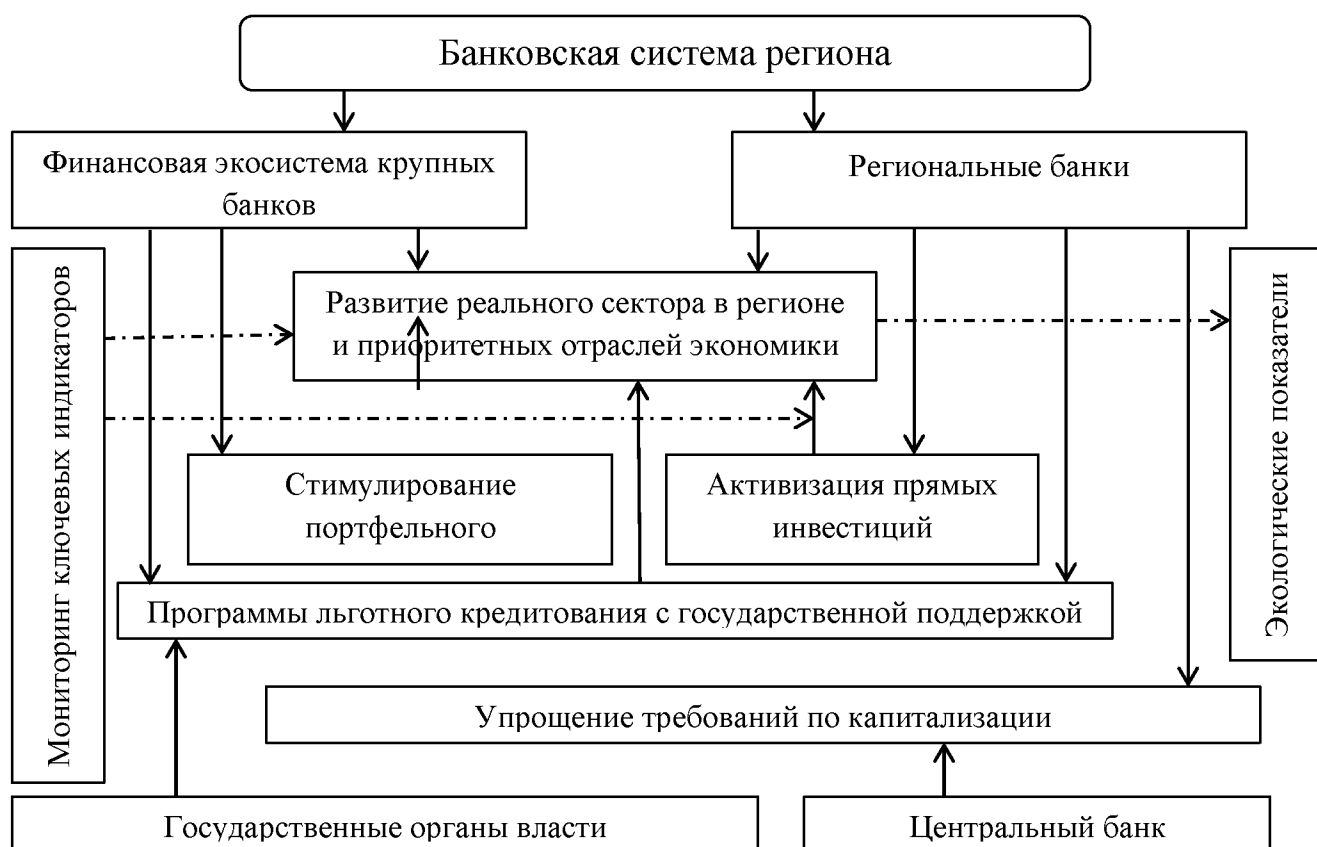 Банковская система региона
Финансовая экосистема крупных
банков
Региональные банки
Мониторинг ключевых индикаторов
Развитие реального сектора в регионе
и приоритетных отраслей экономики
Экологические показатели
Стимулирование
портфельного
Активизация прямых
инвестиций
Программы льготного кредитования с государственной поддержкой
Упрощение требований по капитализации
Государственные органы власти
Центральный банк